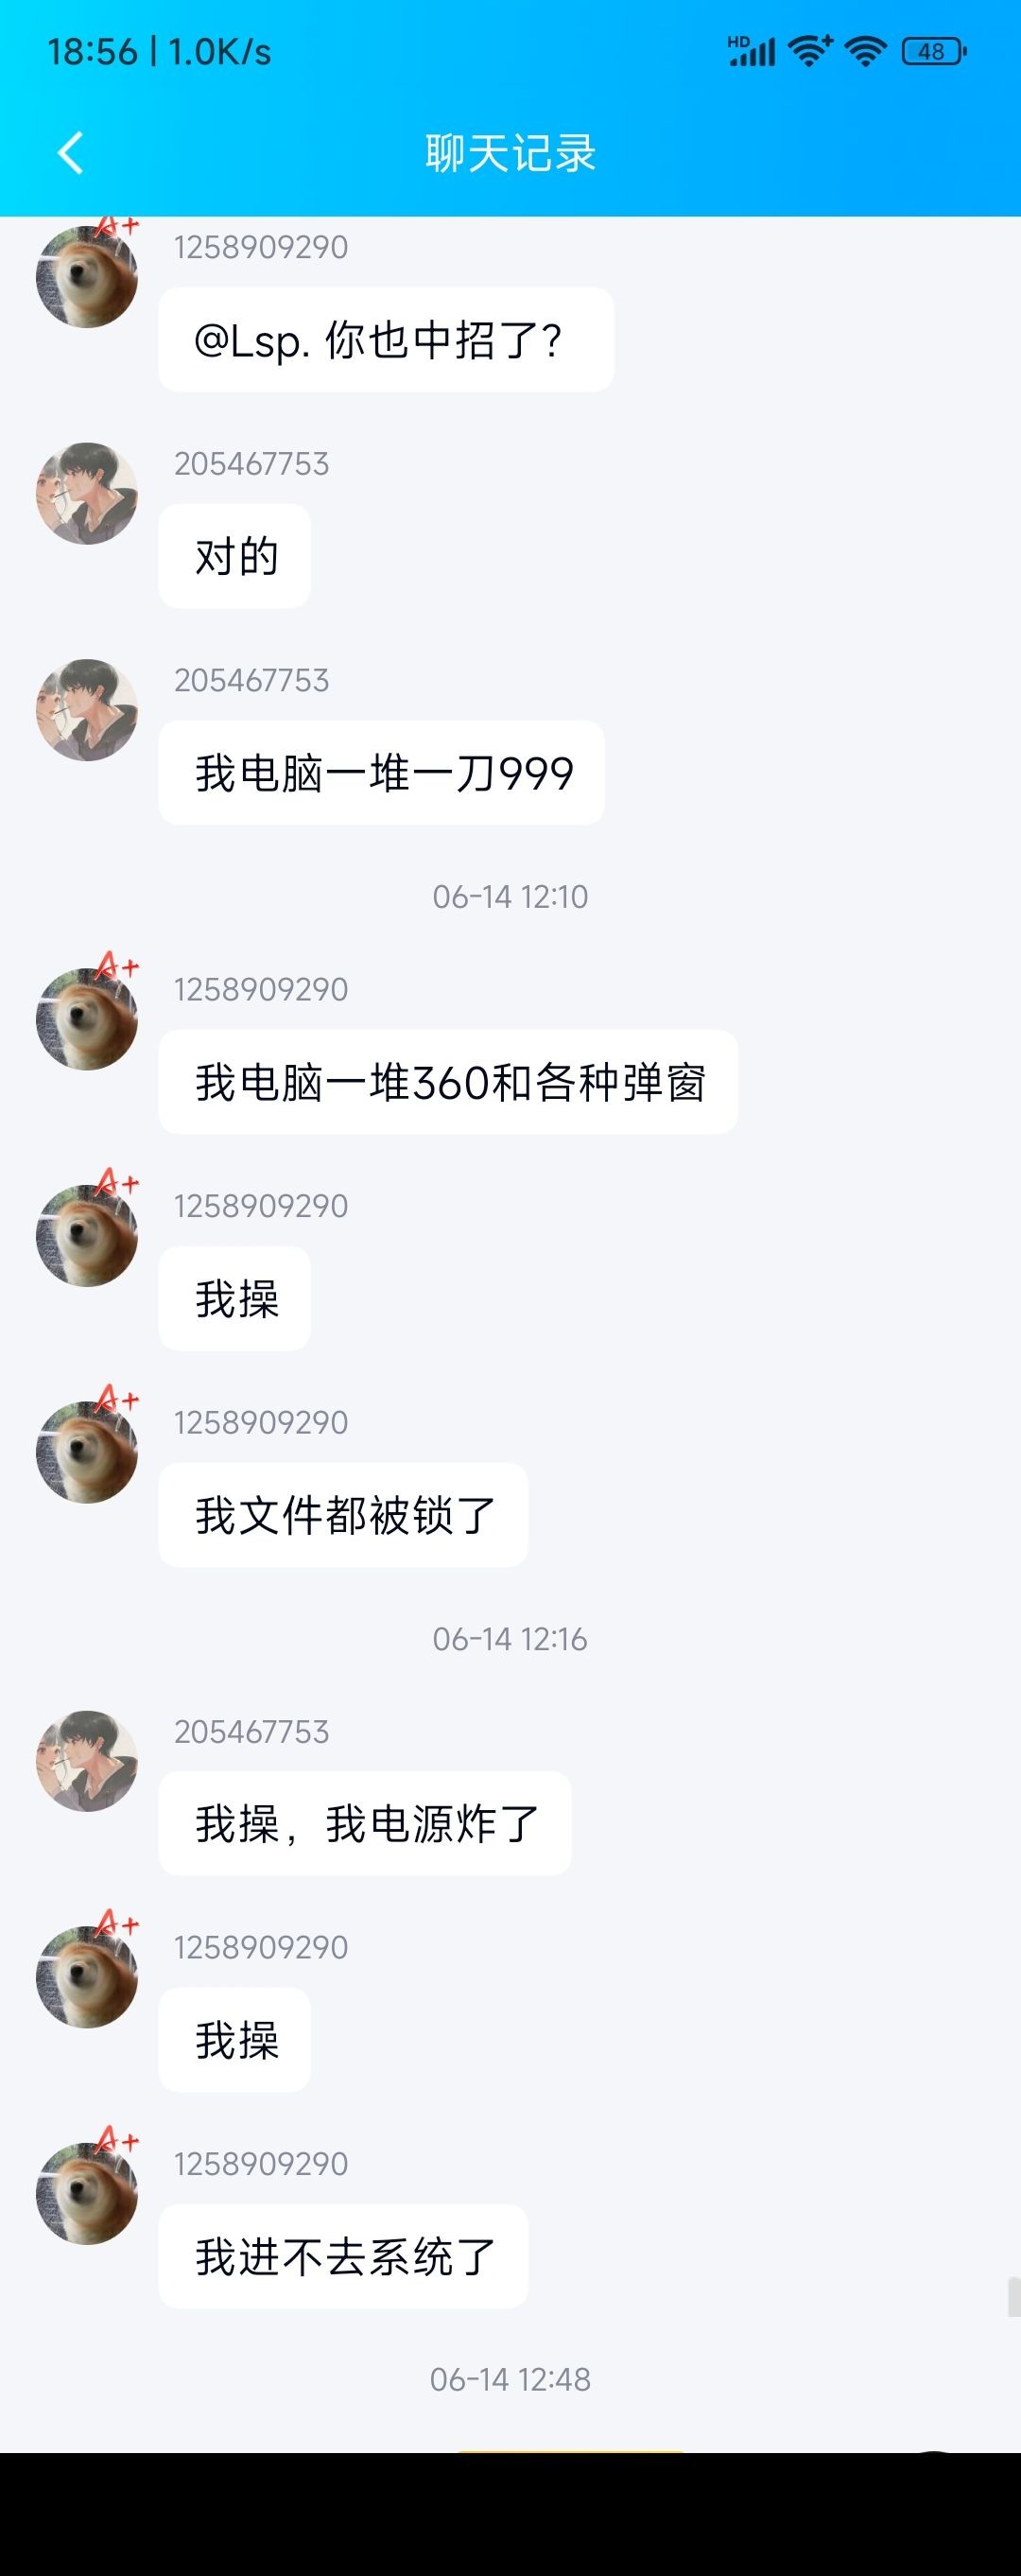 18:56 | 1.0K/s
HD
48
聊天记录
A+
1258909290
@Lsp. 你也中招了？
205467753
对的
205467753
我电脑一堆一刀999
06-14 12:10
A+
1258909290
我电脑一堆360和各种弹窗
A+
1258909290
我操
A+
1258909290
我文件都被锁了
06-14 12:16
205467753
我操，我电源炸了
A+
1258909290
我操
A+
1258909290
我进不去系统了
06-14 12:48